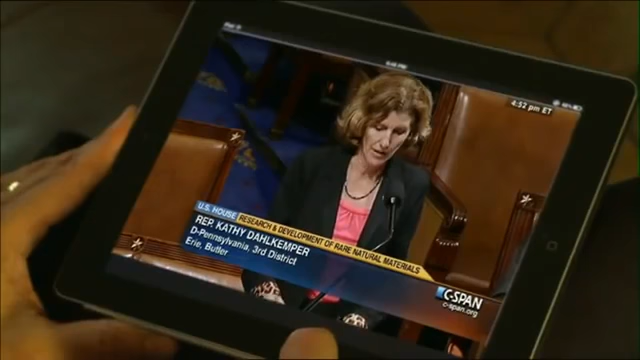 4:52 pm ET
U.S. HOUSE
RESEARCH & DEVELOPMENT OF RARE NATURAL MATERIALS
REP. KATHY DAHLKEMPER
D-Pennsylvania, 3rd District
Erie, Butler
C-SPAN
c-span.org